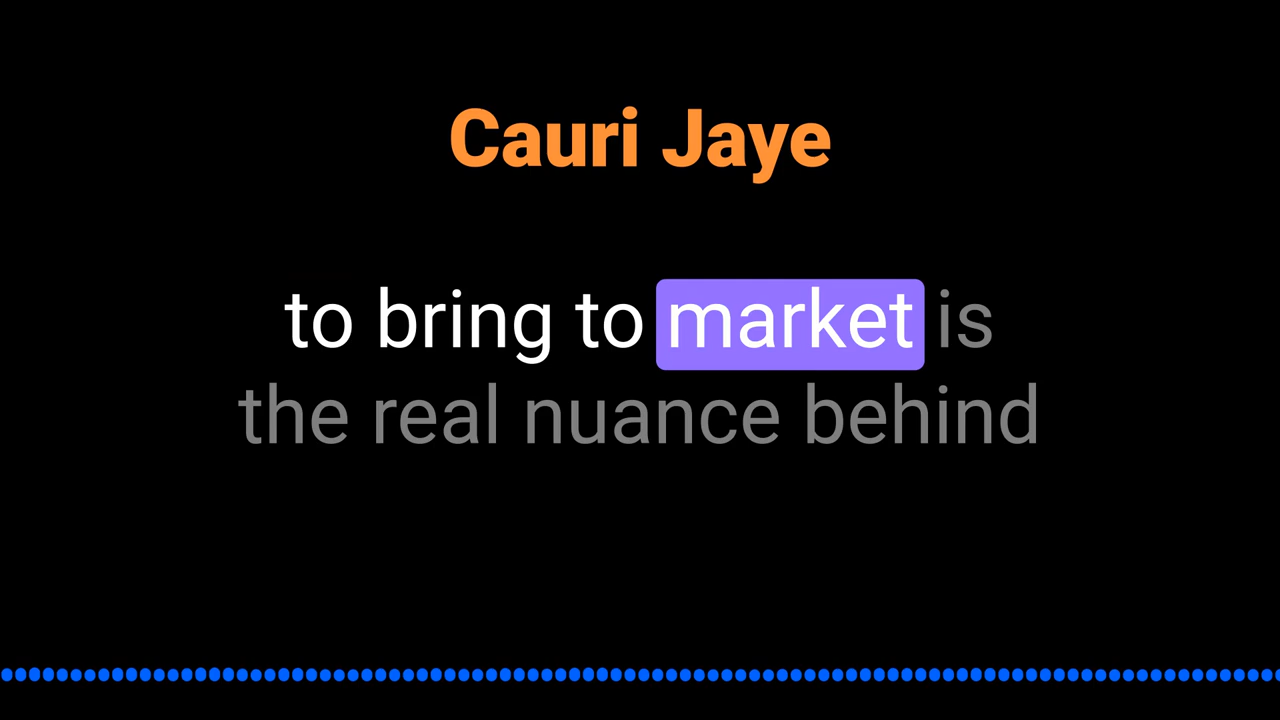 Cauri Jaye
to bring to market is
the real nuance behind